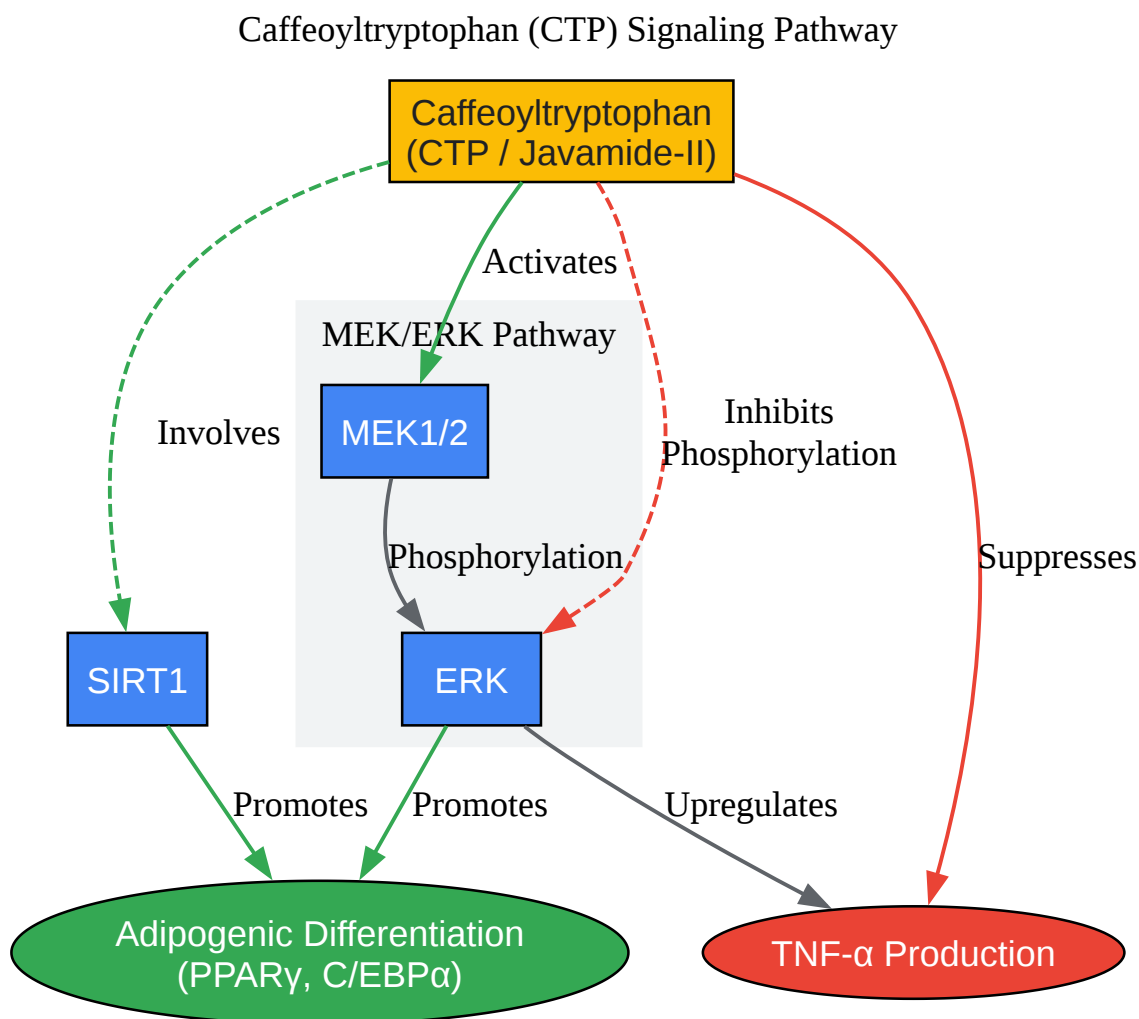 Caffeoyltryptophan (CTP) Signaling Pathway
Caffeoyltryptophan
(CTP / Javamide-II)
Activates
MEK/ERK Pathway
MEK1/2
Involves
Inhibits
Phosphorylation
Phosphorylation
Suppresses
SIRT1
ERK
Promotes
Promotes
Upregulates
Adipogenic Differentiation
(PPARγ, C/EBPα)
TNF-α Production